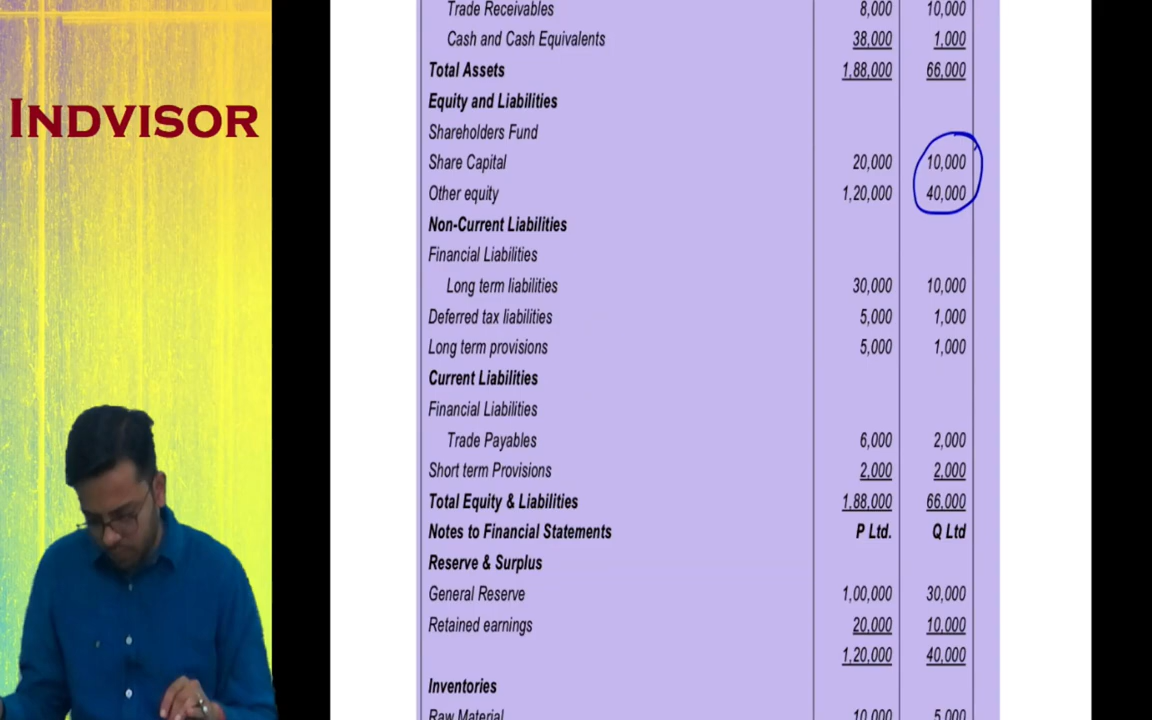 INDVISOR
Trade Receivables 8,000 10,000
Cash and Cash Equivalents 38,000 1,000
Total Assets 1,88,000 66,000
Equity and Liabilities
Shareholders Fund
Share Capital 20,000 10,000
Other equity 1,20,000 40,000
Non-Current Liabilities
Financial Liabilities
Long term liabilities 30,000 10,000
Deferred tax liabilities 5,000 1,000
Long term provisions 5,000 1,000
Current Liabilities
Financial Liabilities
Trade Payables 6,000 2,000
Short term Provisions 2,000 2,000
Total Equity & Liabilities 1,88,000 66,000
Notes to Financial Statements P Ltd. Q Ltd
Reserve & Surplus
General Reserve 1,00,000 30,000
Retained earnings 20,000 10,000
1,20,000 40,000
Inventories
Raw Material 10,000 5,000